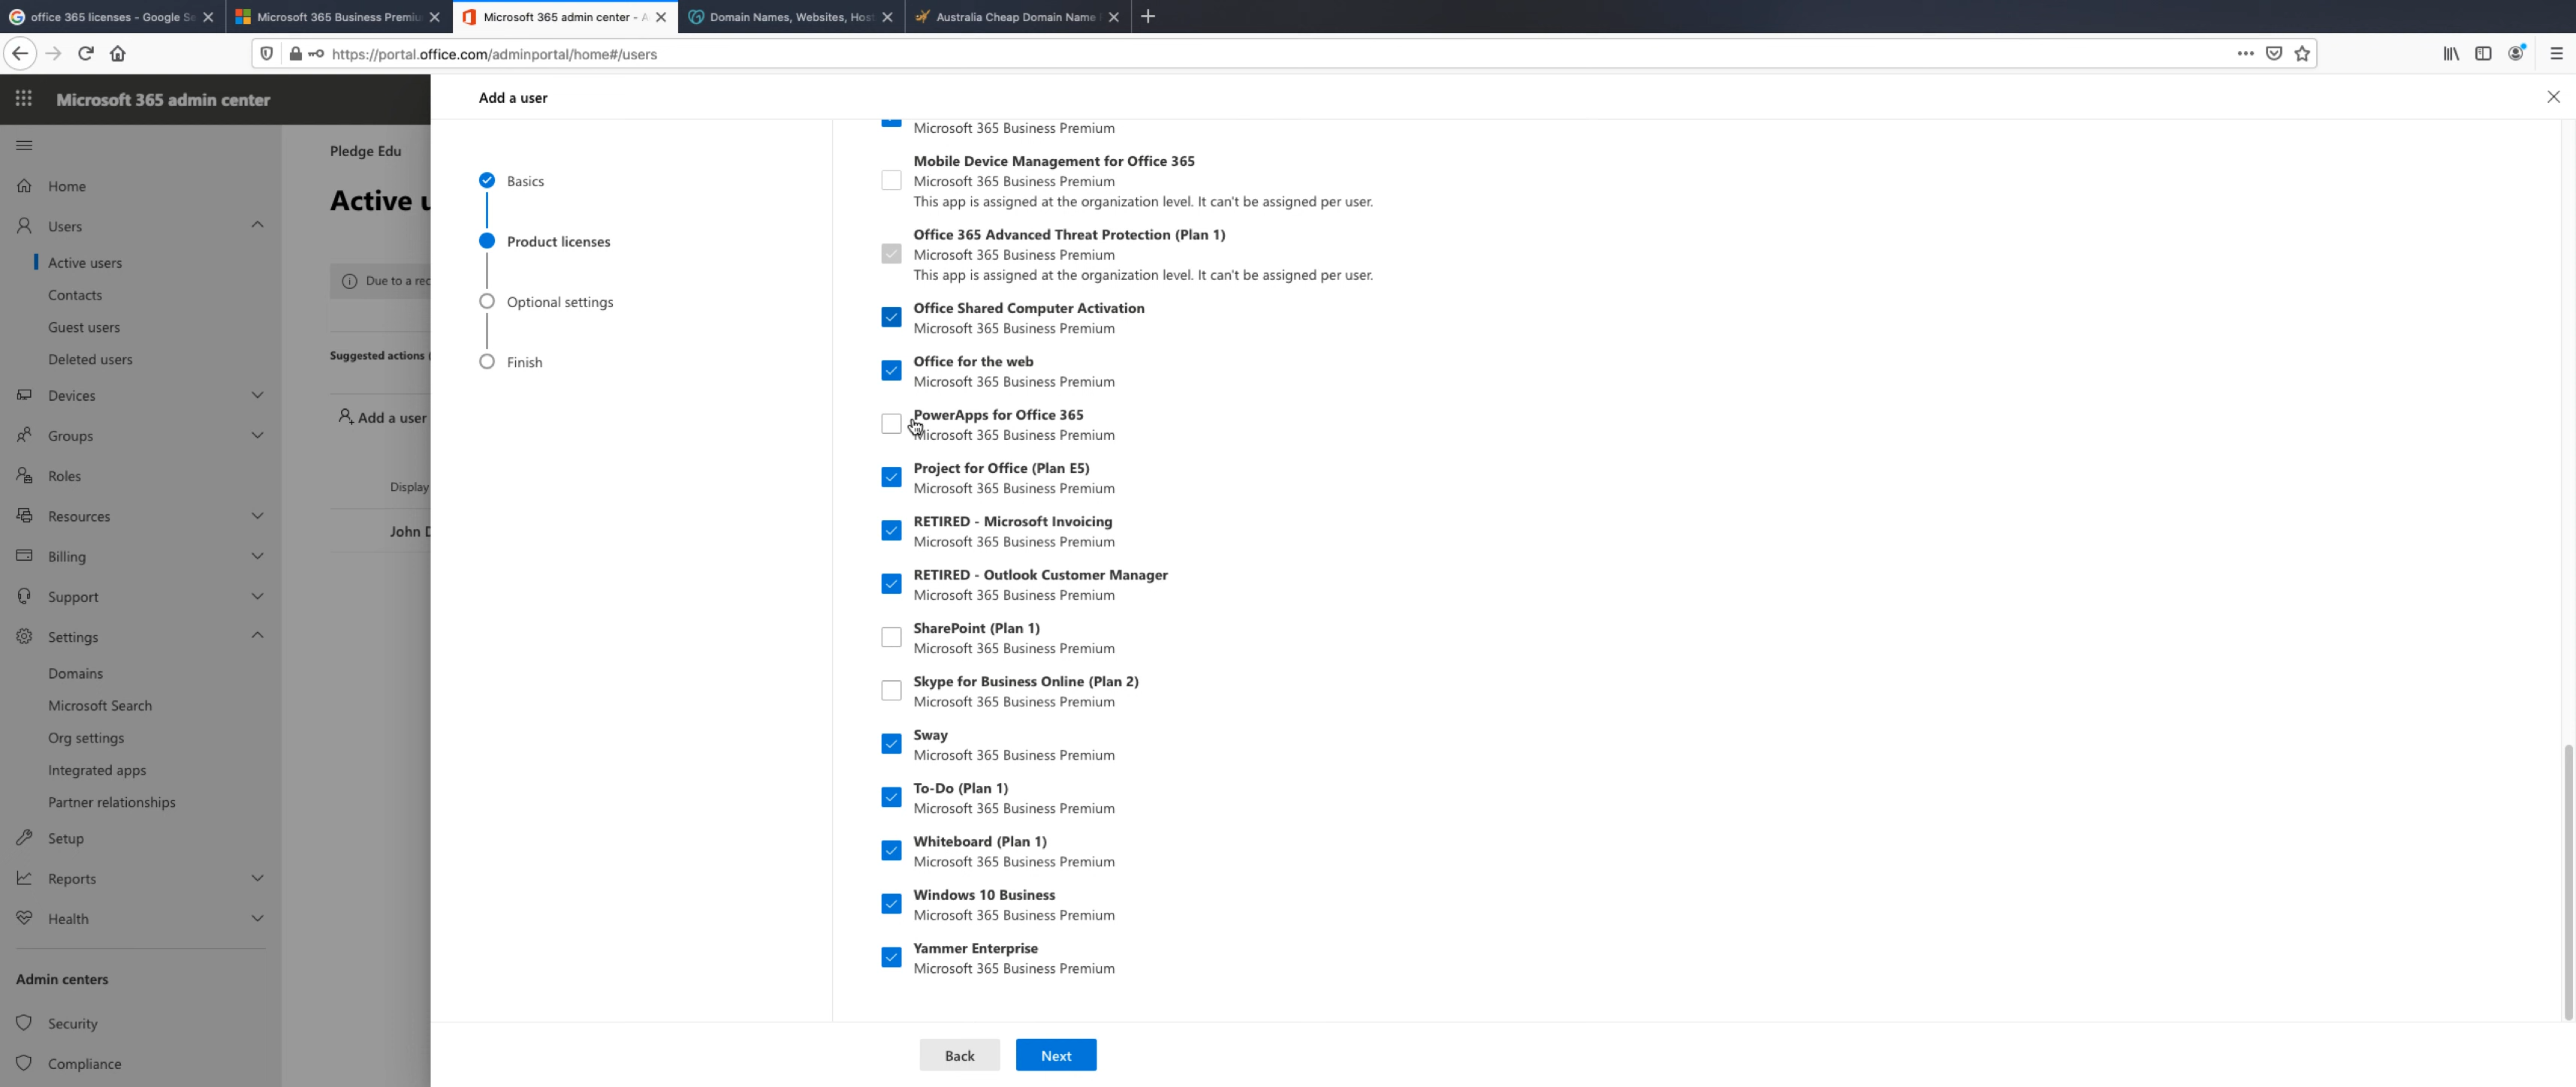 office 365 licenses - Google Se
Microsoft 365 Business Premiu
Microsoft 365 admin center - A
Domain Names, Websites, Host
Australia Cheap Domain Name
https://portal.office.com/adminportal/home#/users
Microsoft 365 admin center
Home
Users
Active users
Contacts
Guest users
Deleted users
Devices
Groups
Roles
Resources
Billing
Support
Settings
Domains
Microsoft Search
Org settings
Integrated apps
Partner relationships
Setup
Reports
Health
Admin centers
Security
Compliance
Pledge Edu
Active u
Due to a rec
Suggested actions (
Add a user
Display
John D
Add a user
Basics
Product licenses
Optional settings
Finish
Microsoft 365 Business Premium
Mobile Device Management for Office 365
Microsoft 365 Business Premium
This app is assigned at the organization level. It can't be assigned per user.
Office 365 Advanced Threat Protection (Plan 1)
Microsoft 365 Business Premium
This app is assigned at the organization level. It can't be assigned per user.
Office Shared Computer Activation
Microsoft 365 Business Premium
Office for the web
Microsoft 365 Business Premium
PowerApps for Office 365
Microsoft 365 Business Premium
Project for Office (Plan E5)
Microsoft 365 Business Premium
RETIRED - Microsoft Invoicing
Microsoft 365 Business Premium
RETIRED - Outlook Customer Manager
Microsoft 365 Business Premium
SharePoint (Plan 1)
Microsoft 365 Business Premium
Skype for Business Online (Plan 2)
Microsoft 365 Business Premium
Sway
Microsoft 365 Business Premium
To-Do (Plan 1)
Microsoft 365 Business Premium
Whiteboard (Plan 1)
Microsoft 365 Business Premium
Windows 10 Business
Microsoft 365 Business Premium
Yammer Enterprise
Microsoft 365 Business Premium
Back
Next